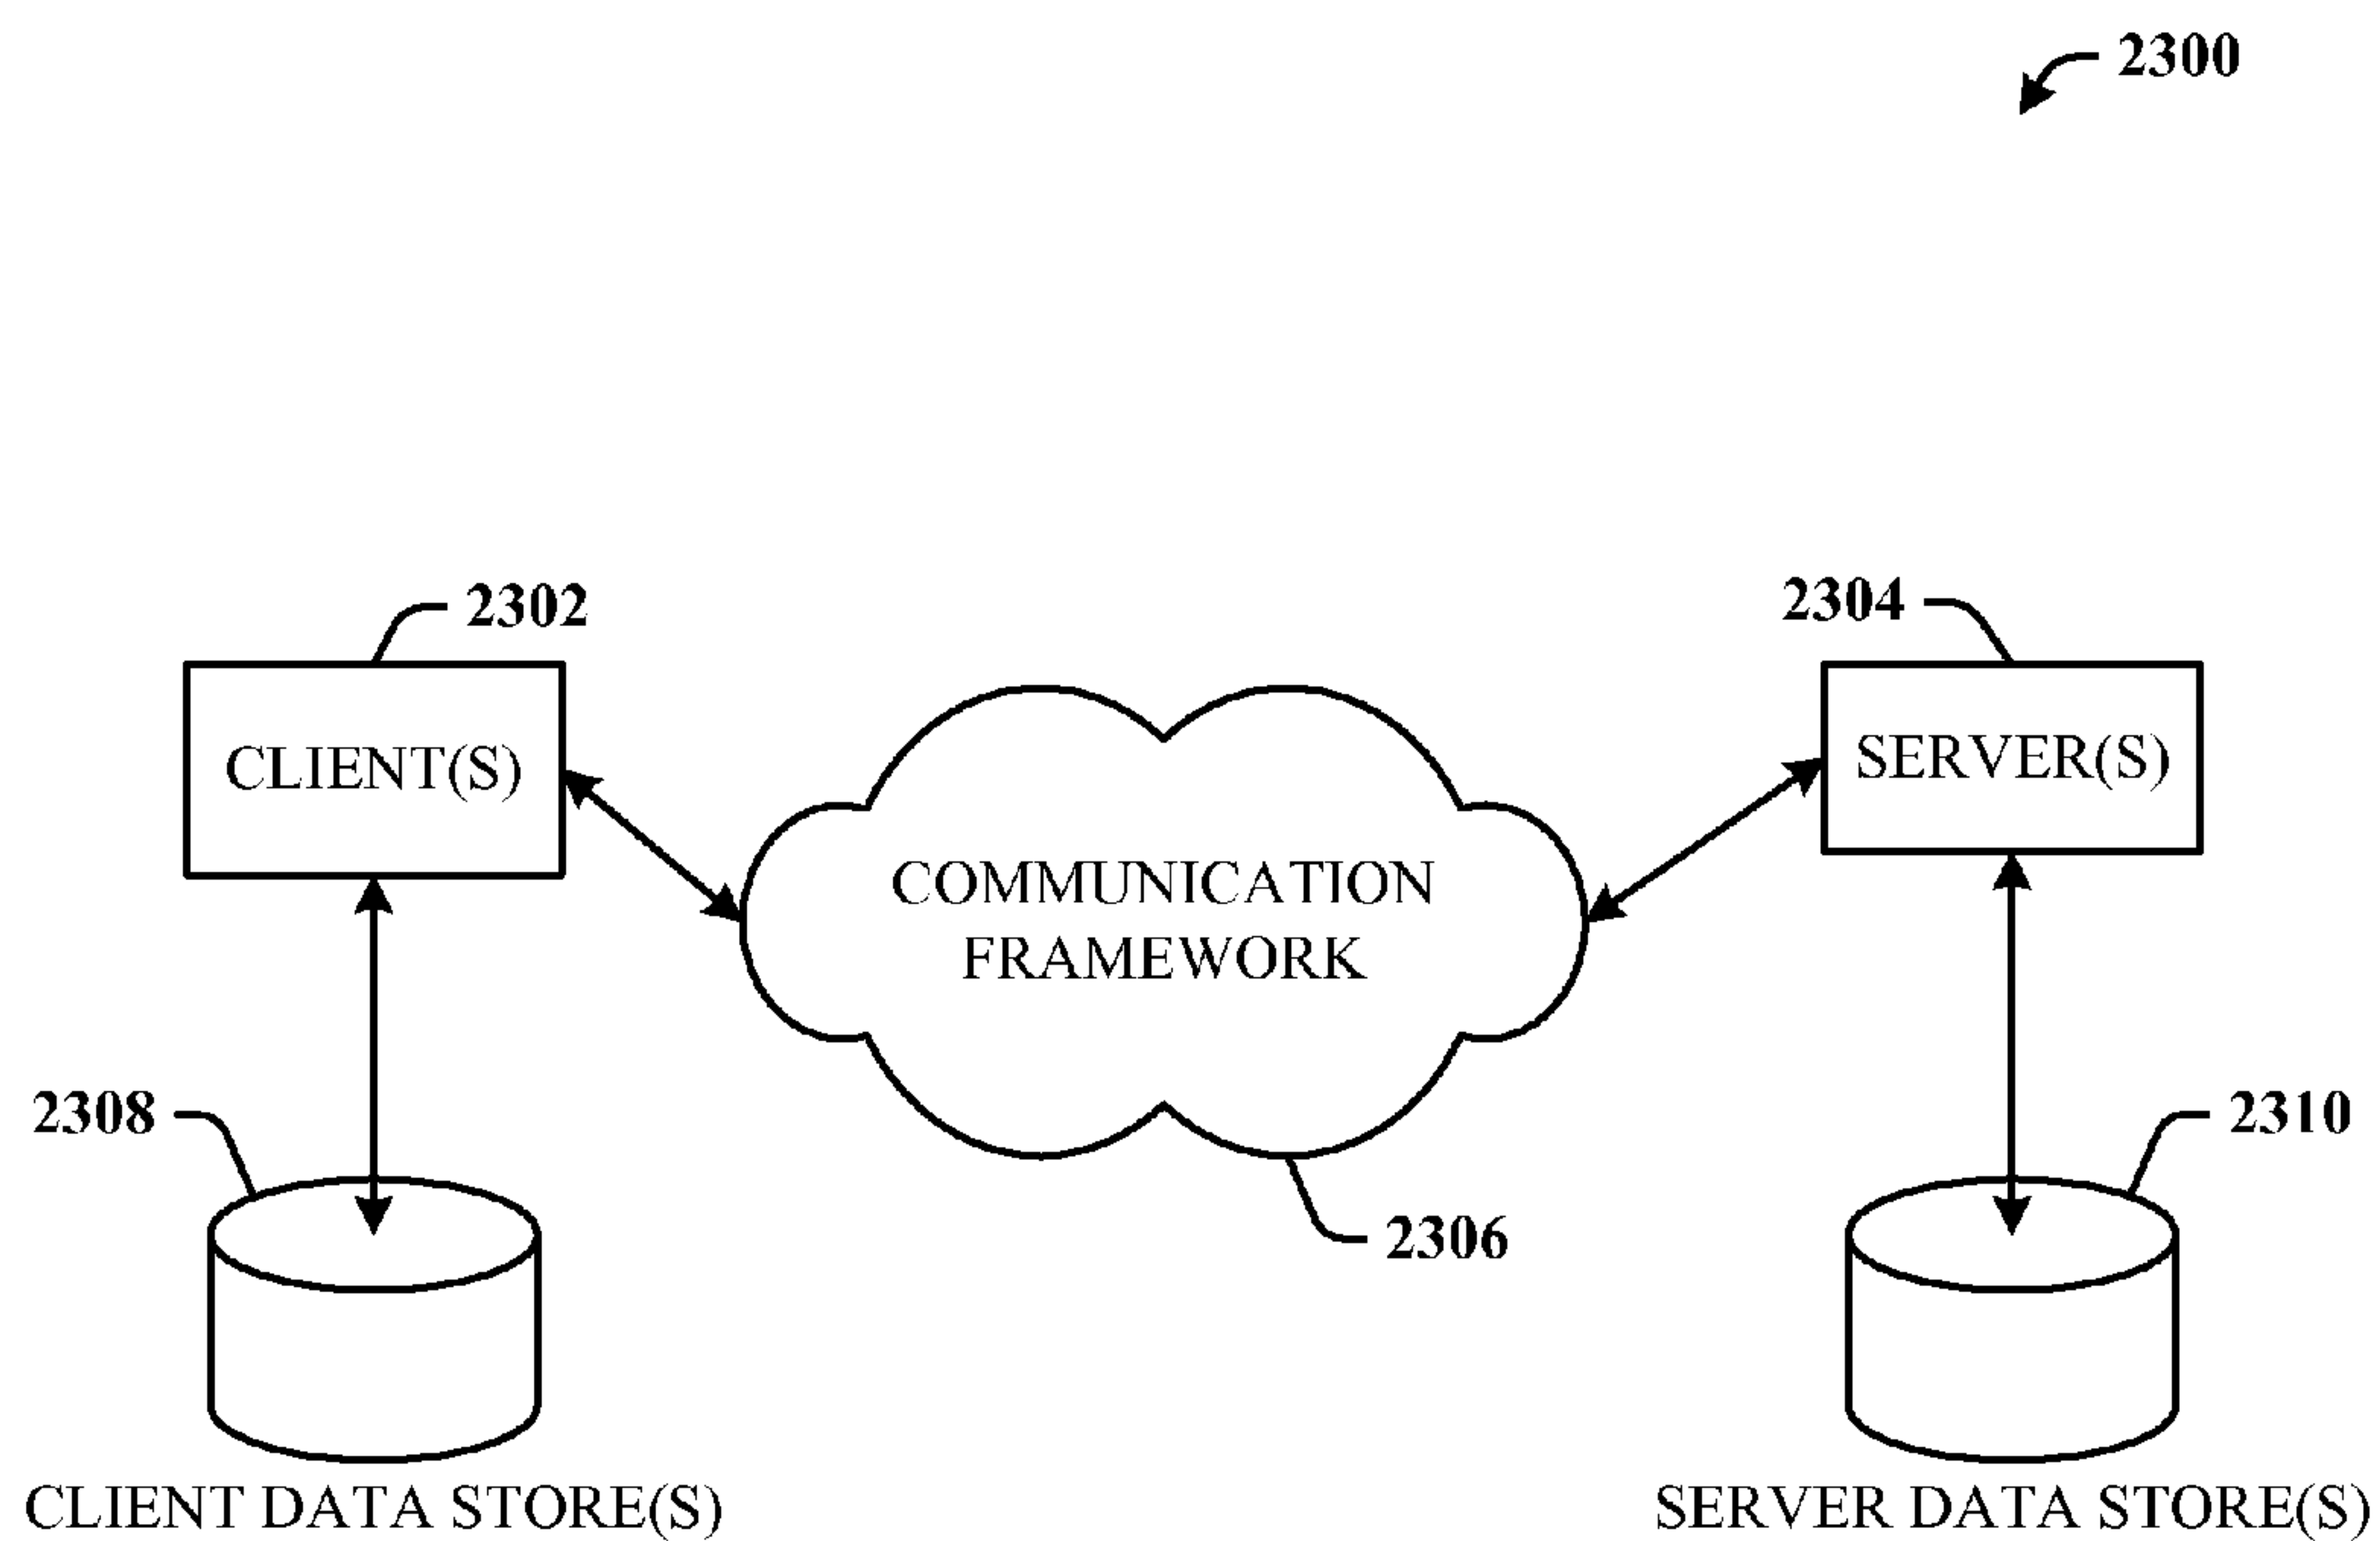 2300
2302
2304
CLIENT(S)
SERVER(S)
COMMUNICATION
FRAMEWORK
2308
2310
2306
CLIENT DATA STORE(S)
SERVER DATA STORE(S)